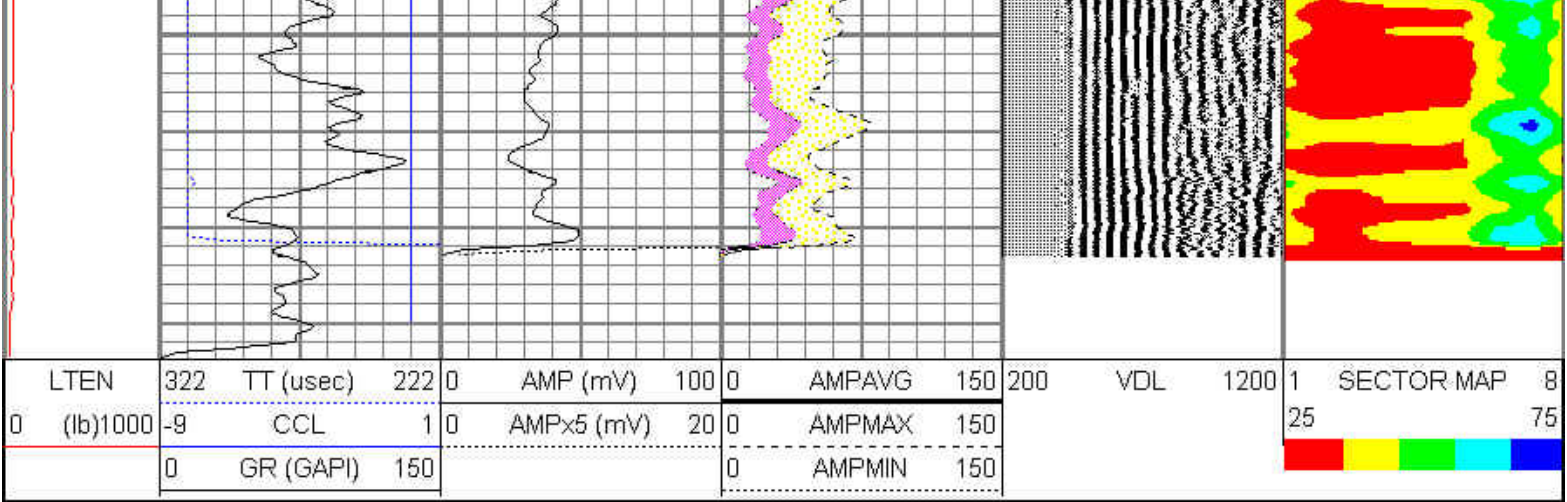 LTEN 322 TT (usec) 222 0 AMP (mV) 100 0 AMPAVG 150 200 VDL 1200 1 SECTOR MAP 8
0 (lb)1000 -9 CCL 1 0 AMPx5 (mV) 20 0 AMPMAX 150 25 75
0 GR (GAPI) 150 0 AMPMIN 150